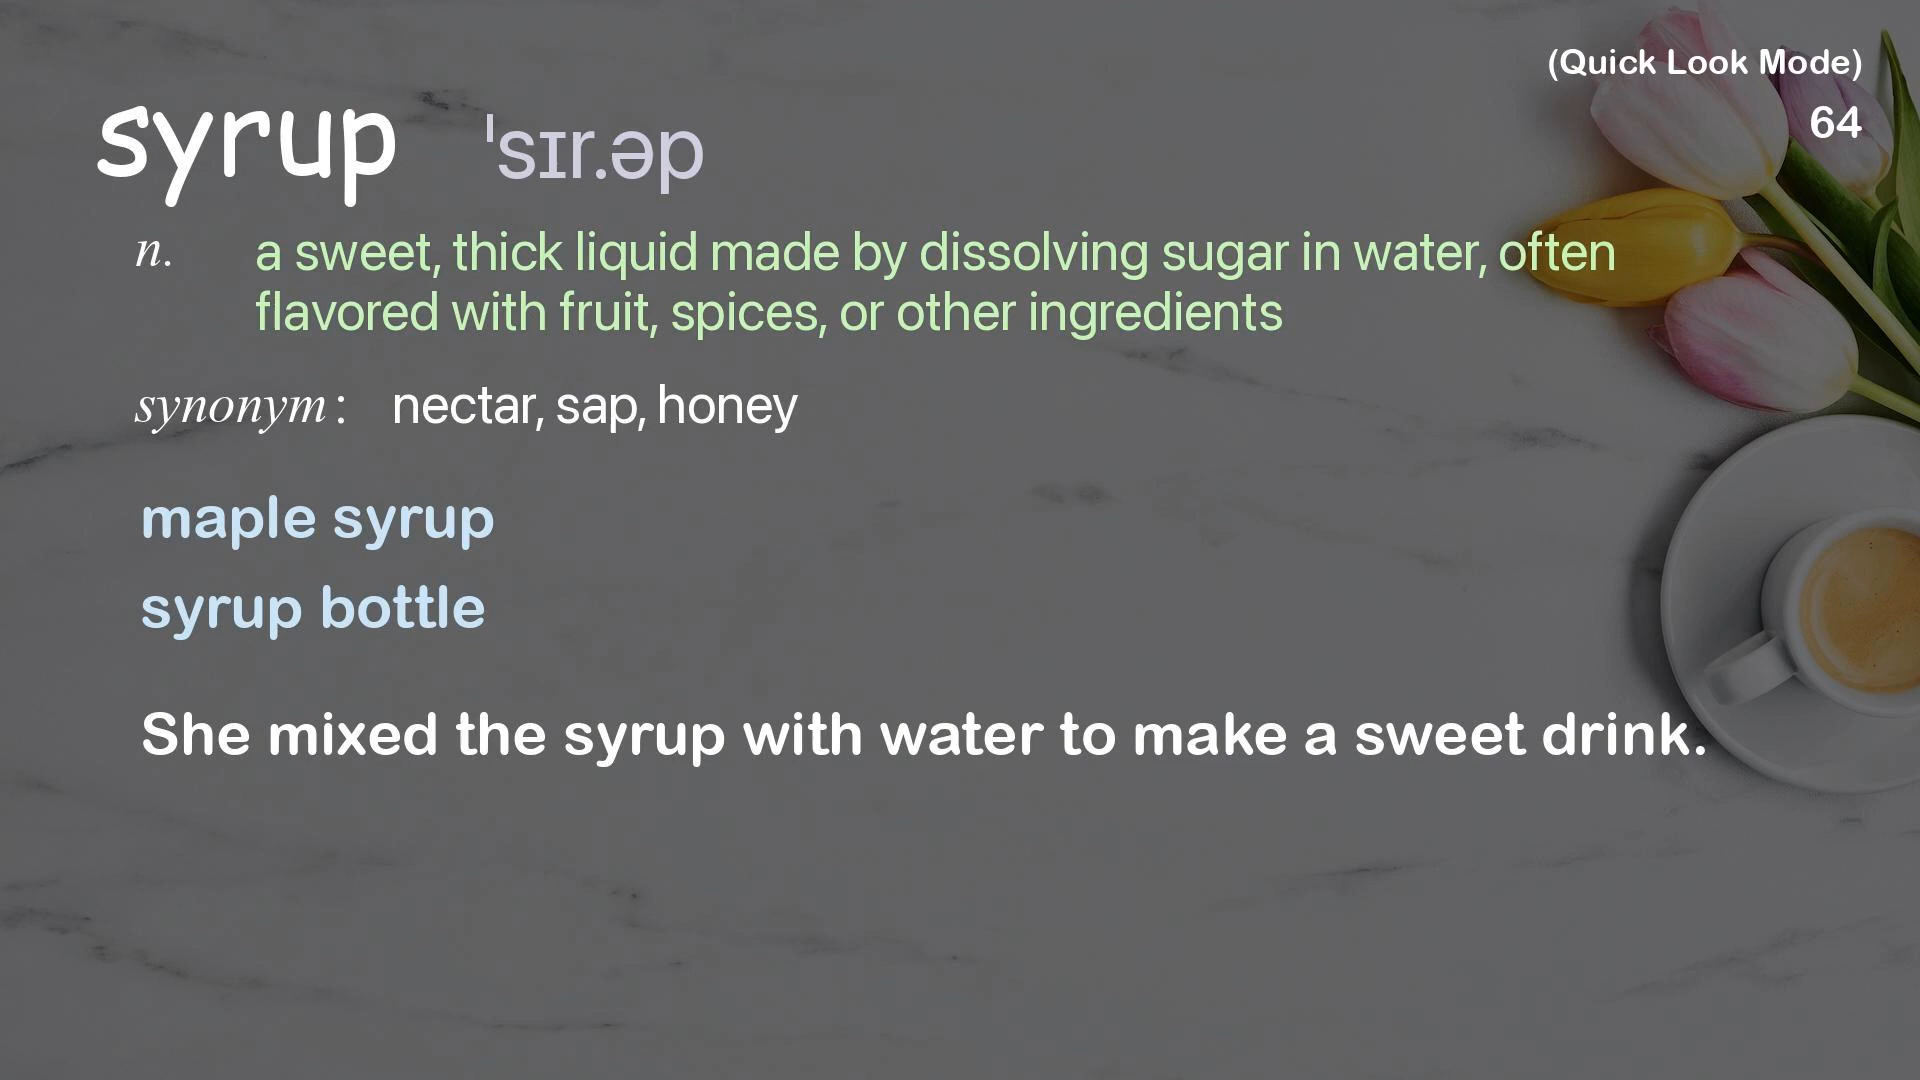 (Quick Look Mode)
64
syrup ˈsɪr.əp
n. a sweet, thick liquid made by dissolving sugar in water, often
flavored with fruit, spices, or other ingredients
synonym: nectar, sap, honey
maple syrup
syrup bottle
She mixed the syrup with water to make a sweet drink.